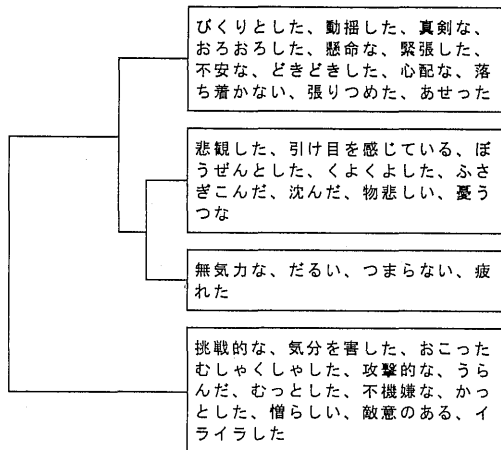 びくりとした、動揺した、真剣な、
おろおろした、懸命な、緊張した、
不安な、どきどきした、心配な、落
ち着かない、張りつめた、あせった
悲観した、引け目を感じている、ぼ
うぜんとした、くよくよした、ふさ
ぎこんだ、沈んだ、物悲しい、憂う
つな
無気力な、だるい、つまらない、疲
れた
挑戦的な、気分を害した、おこった
むしゃくしゃした、攻撃的な、うら
んだ、むっとした、不機嫌な、かっ
とした、憎らしい、敵意のある、イ
ライラした